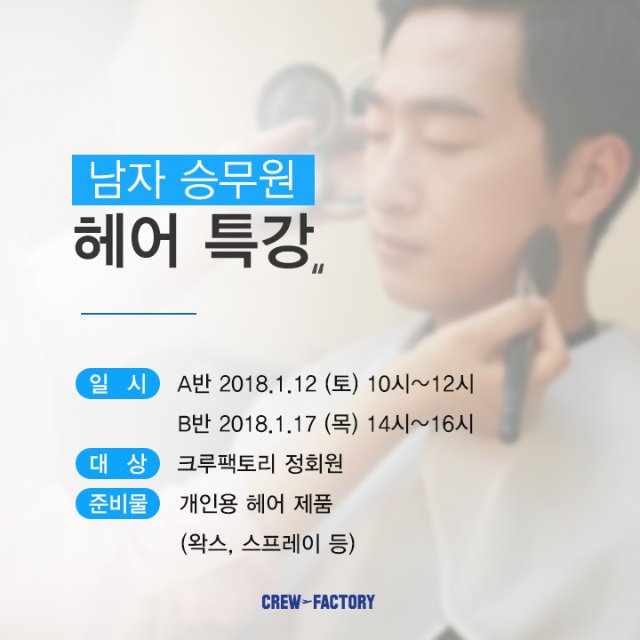 남자 승무원
헤어 특강
일 시 A반 2018.1.12 (토) 10시~12시
B반 2018.1.17 (목) 14시~16시
대 상 크루팩토리 정회원
준비물 개인용 헤어 제품
(왁스, 스프레이 등)
CREW-FACTORY